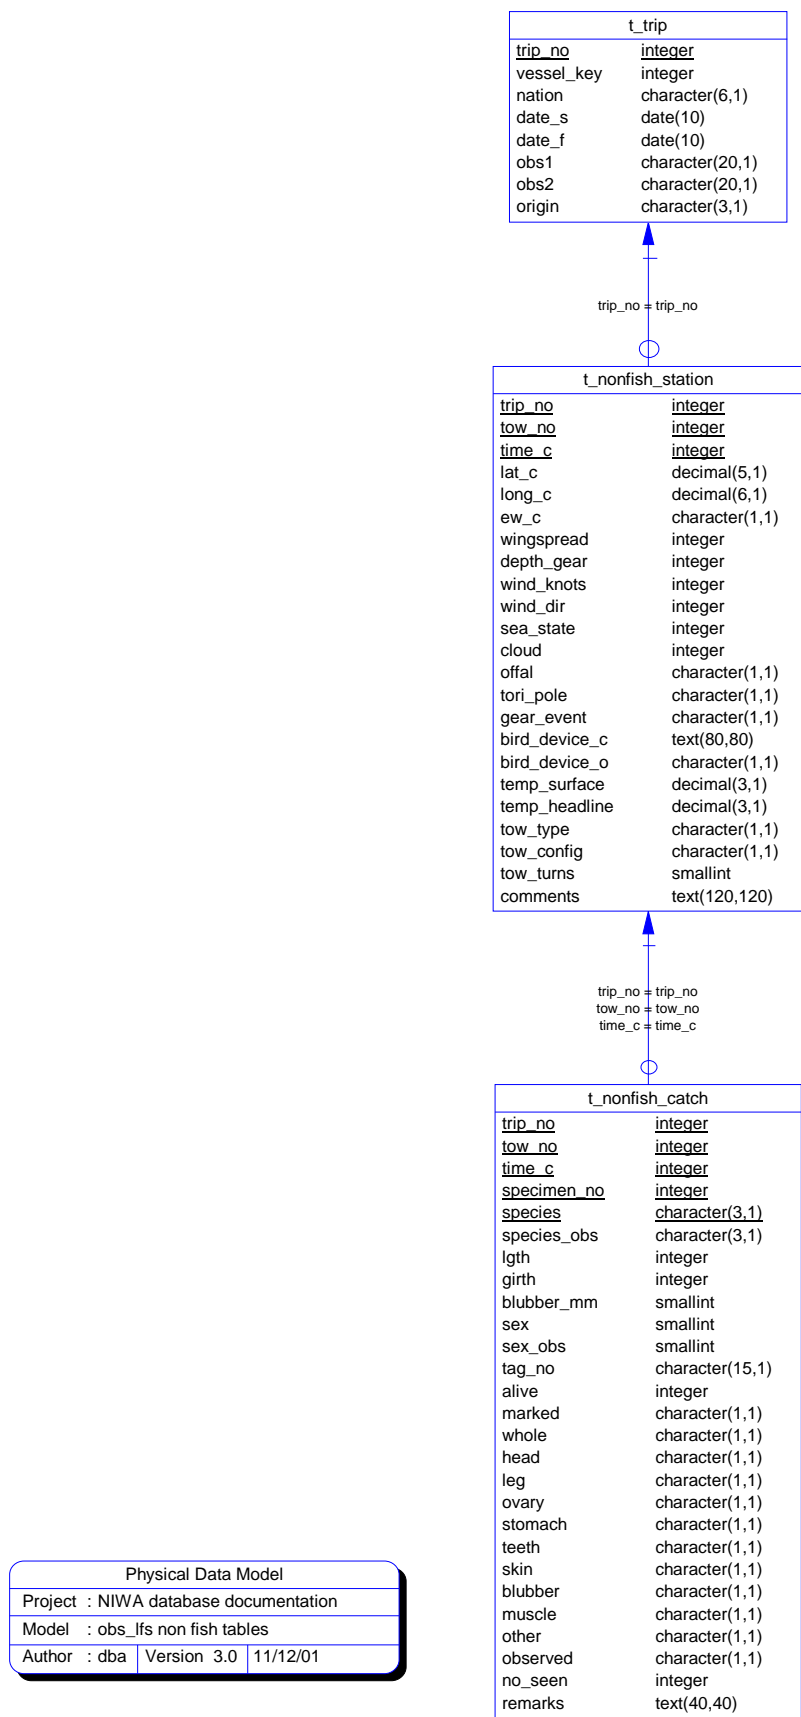 t_trip
trip_no integer
vessel_key integer
nation character(6,1)
date_s date(10)
date_f date(10)
obs1 character(20,1)
obs2 character(20,1)
origin character(3,1)
trip_no = trip_no
t_nonfish_station
trip_no integer
tow_no integer
time_c integer
lat_c decimal(5,1)
long_c decimal(6,1)
ew_c character(1,1)
wingspread integer
depth_gear integer
wind_knots integer
wind_dir integer
sea_state integer
cloud integer
offal character(1,1)
tori_pole character(1,1)
gear_event character(1,1)
bird_device_c text(80,80)
bird_device_o character(1,1)
temp_surface decimal(3,1)
temp_headline decimal(3,1)
tow_type character(1,1)
tow_config character(1,1)
tow_turns smallint
comments text(120,120)
trip_no = trip_no
tow_no = tow_no
time_c = time_c
t_nonfish_catch
trip_no integer
tow_no integer
time_c integer
specimen_no integer
species character(3,1)
species_obs character(3,1)
lgth integer
girth integer
blubber_mm smallint
sex smallint
sex_obs smallint
tag_no character(15,1)
alive integer
marked character(1,1)
whole character(1,1)
head character(1,1)
leg character(1,1)
ovary character(1,1)
stomach character(1,1)
teeth character(1,1)
skin character(1,1)
blubber character(1,1)
muscle character(1,1)
other character(1,1)
observed character(1,1)
no_seen integer
remarks text(40,40)
Physical Data Model
Project : NIWA database documentation
Model : obs_lfs non fish tables
Author : dba Version 3.0 11/12/01